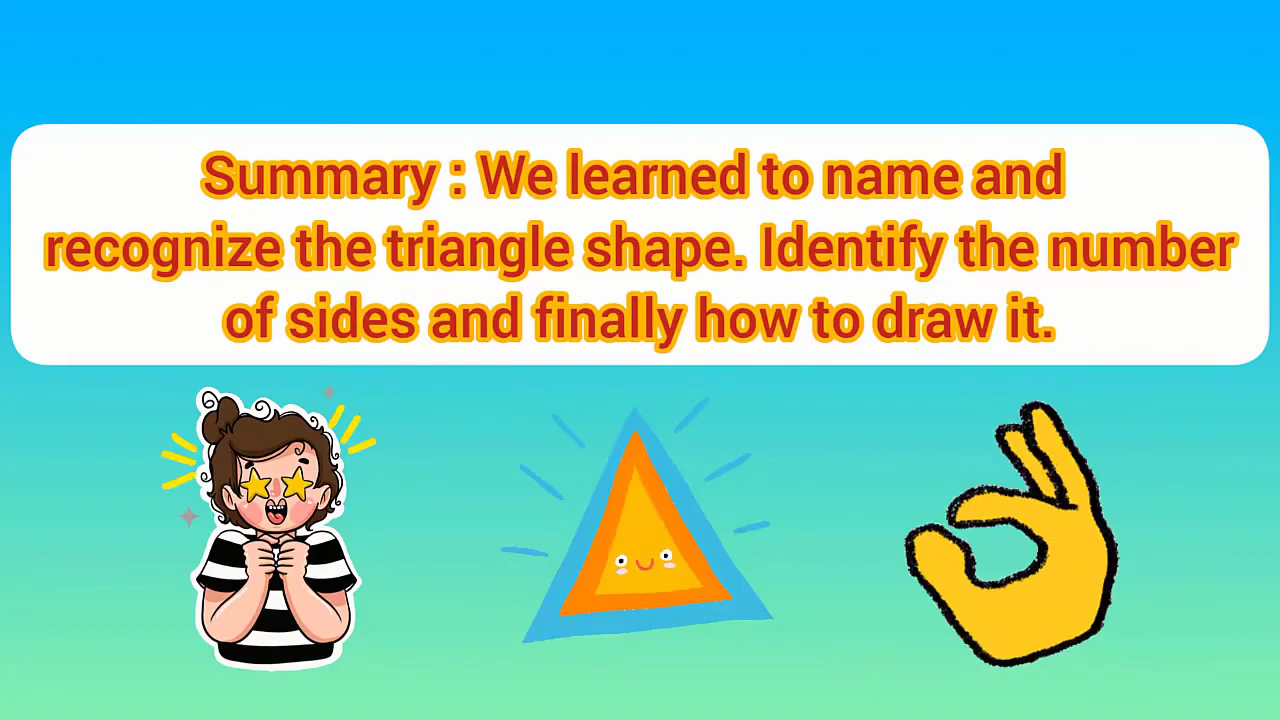 Summary : We learned to name and
recognize the triangle shape. Identify the number
of sides and finally how to draw it.